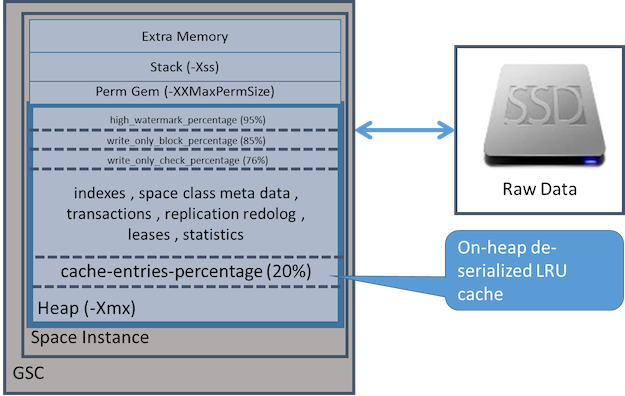 Extra Memory
Stack (-Xss)
Perm Gem (-XXMaxPermSize)
high_watermark_percentage (95%)
write_only_block_percentage (85%)
write_only_check_percentage (76%)
indexes , space class meta data ,
transactions , replication redolog ,
leases , statistics
cache-entries-percentage (20%)
Heap (-Xmx)
Space Instance
GSC
SSD
Raw Data
On-heap de-
serialized LRU
cache